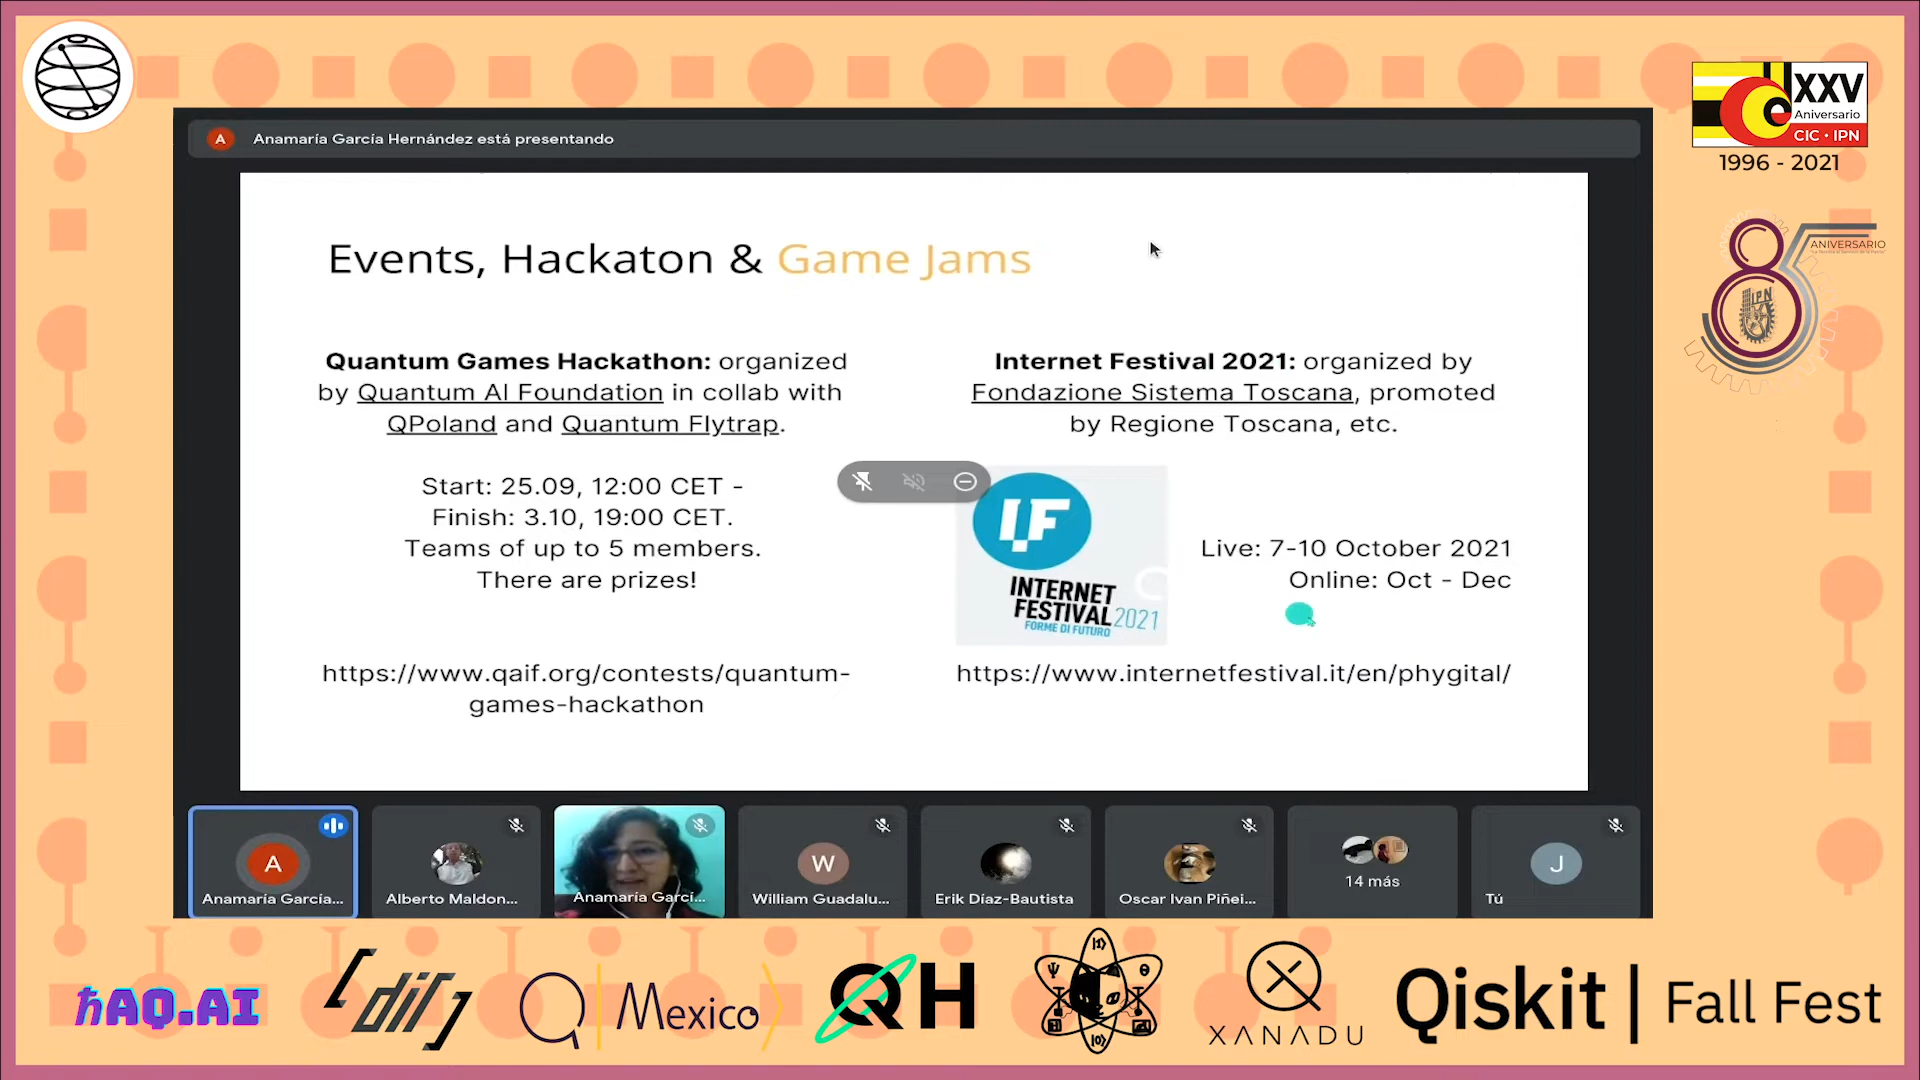 XXV
Aniversario
CIC • IPN
1996 - 2021
Anamaría García Hernández está presentando
A
ANIVERSARIO
IPN
Events, Hackaton & Game Jams
Quantum Games Hackathon: organized
by Quantum AI Foundation in collab with
QPoland and Quantum Flytrap.
Start: 25.09, 12:00 CET -
Finish: 3.10, 19:00 CET.
Teams of up to 5 members.
There are prizes!
https://www.qaif.org/contests/quantum-
games-hackathon
Internet Festival 2021: organized by
Fondazione Sistema Toscana, promoted
by Regione Toscana, etc.
IF
INTERNET
FESTIVAL 2021
FORME DI FUTURO
Live: 7-10 October 2021
Online: Oct - Dec
https://www.internetfestival.it/en/phygital/
A
Anamaría García...
Alberto Maldon...
Anamaría Garcí...
W
William Guadalu...
Erik Díaz-Bautista
Oscar Ivan Piñei...
14 más
J
Tú
ħAQ.AI
[dit]
Q|Mexico⟩
QH
|1⟩
Ψ
Θ
|0⟩
XANADU
Qiskit | Fall Fest